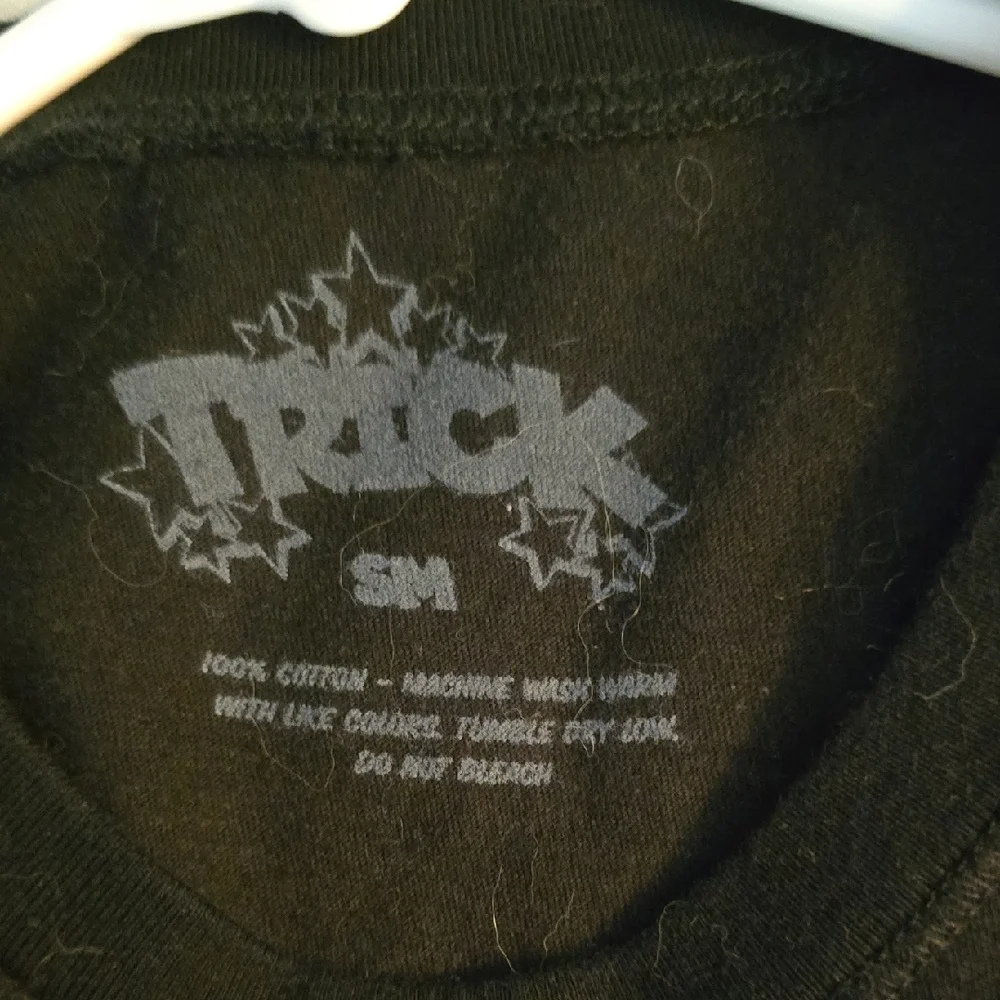 TRICK
SM
100% COTTON - MACHINE WASH WARM
WITH LIKE COLORS. TUMBLE DRY LOW.
DO NOT BLEACH